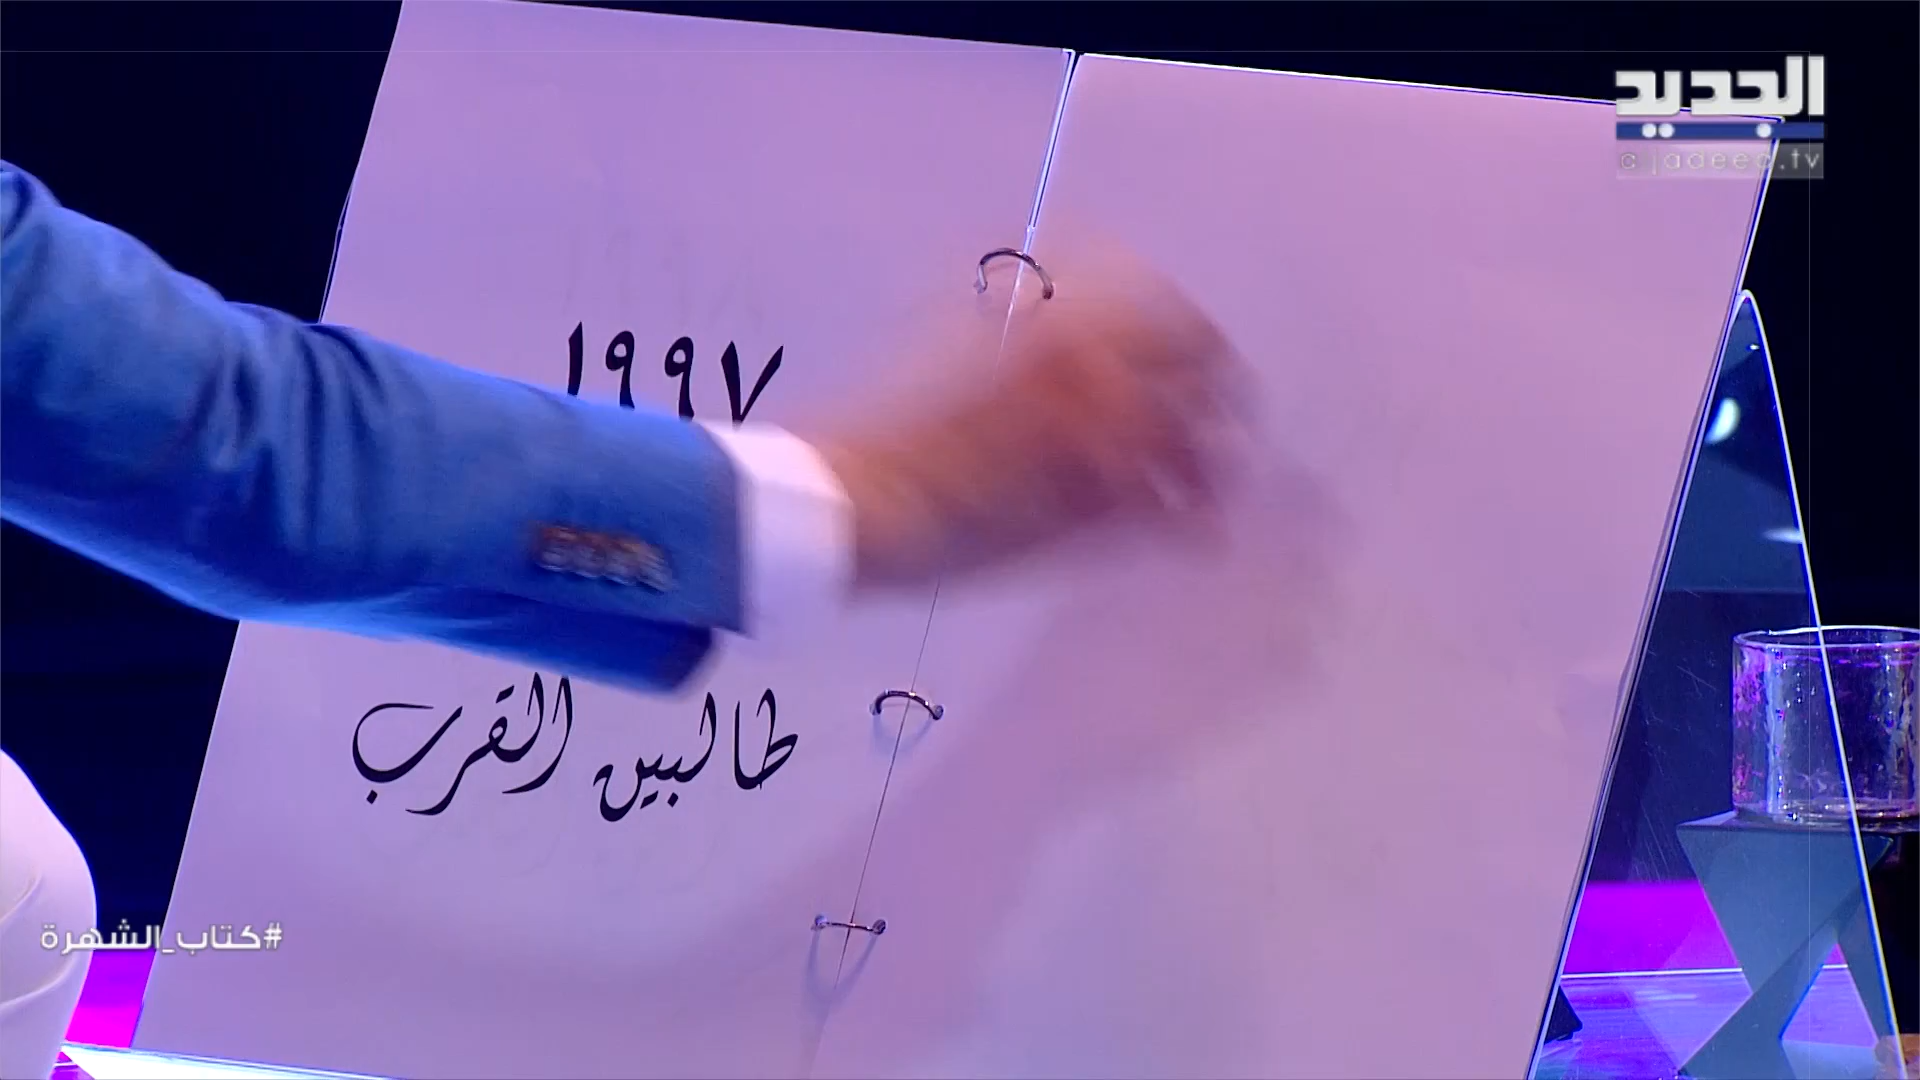 الجديد
aljadeed.tv
١٩٩٧
طالبين القرب
#كتاب_الشهرة